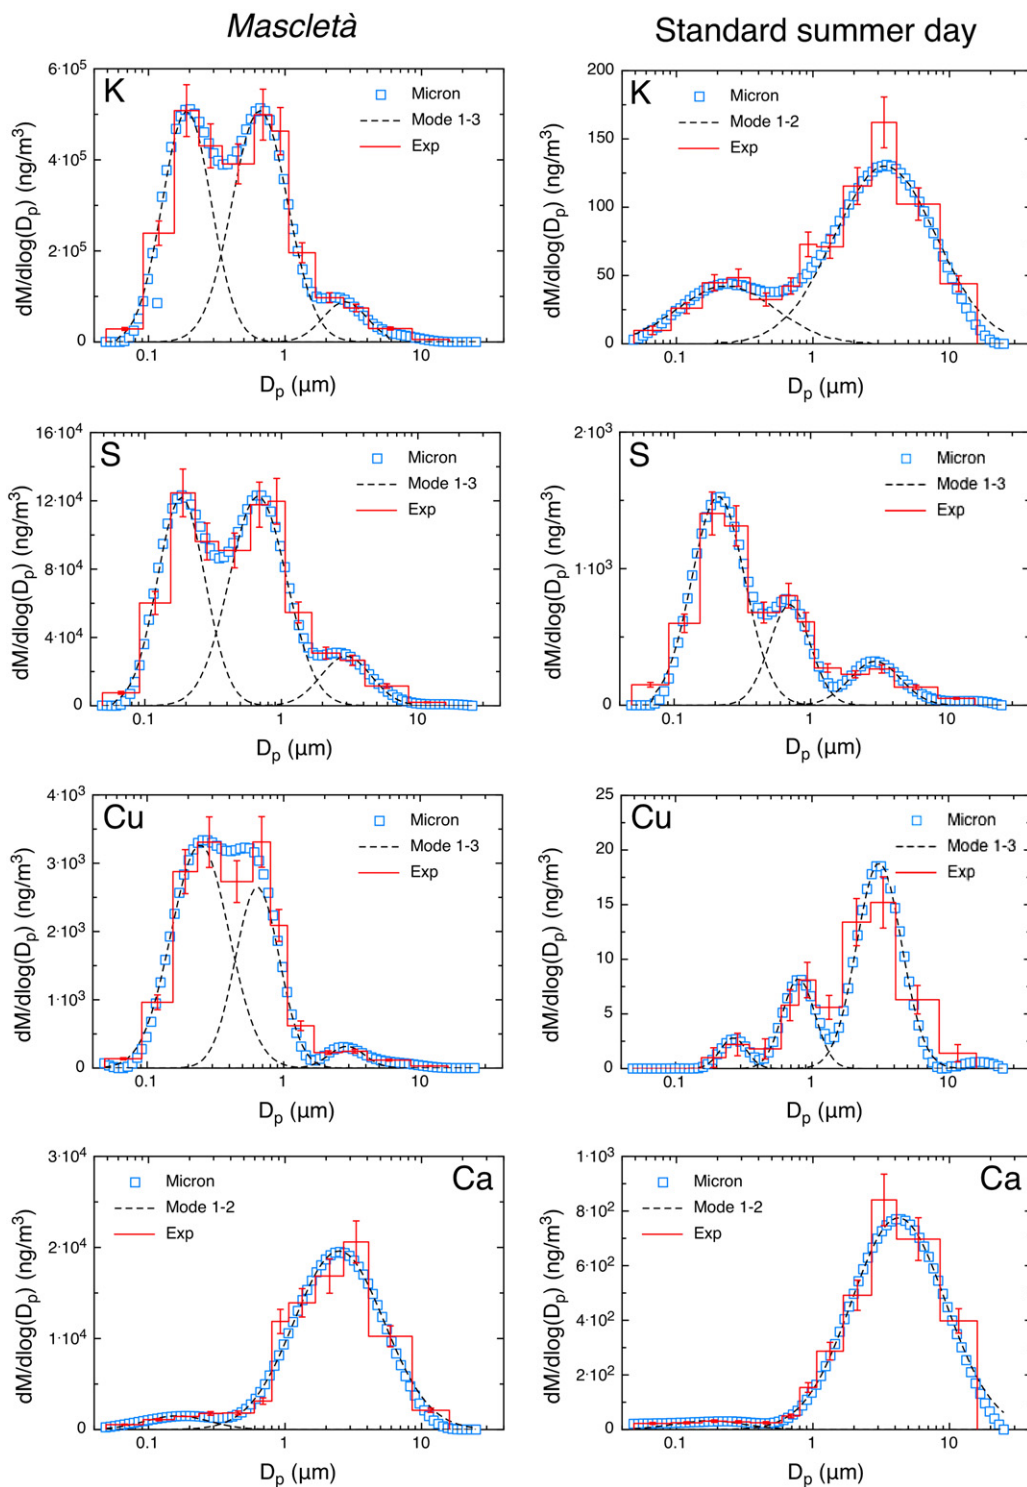 Mascletà
Standard summer day
K
Micron
Mode 1-3
Exp
6·10⁵
4·10⁵
2·10⁵
0
0.1
1
10
dM/dlog(Dₚ) (ng/m³)
Dₚ (μm)
K
Micron
Mode 1-2
Exp
200
150
100
50
0
0.1
1
10
dM/dlog(Dₚ) (ng/m³)
Dₚ (μm)
S
Micron
Mode 1-3
Exp
16·10⁴
12·10⁴
8·10⁴
4·10⁴
0
0.1
1
10
dM/dlog(Dₚ) (ng/m³)
Dₚ (μm)
S
Micron
Mode 1-3
Exp
2·10³
1·10³
0
0.1
1
10
dM/dlog(Dₚ) (ng/m³)
Dₚ (μm)
Cu
Micron
Mode 1-3
Exp
4·10³
3·10³
2·10³
1·10³
0
0.1
1
10
dM/dlog(Dₚ) (ng/m³)
Dₚ (μm)
Cu
Micron
Mode 1-3
Exp
25
20
15
10
5
0
0.1
1
10
dM/dlog(Dₚ) (ng/m³)
Dₚ (μm)
Ca
Micron
Mode 1-2
Exp
3·10⁴
2·10⁴
1·10⁴
0
0.1
1
10
dM/dlog(Dₚ) (ng/m³)
Dₚ (μm)
Ca
Micron
Mode 1-2
Exp
1·10³
8·10²
6·10²
4·10²
2·10²
0
0.1
1
10
dM/dlog(Dₚ) (ng/m³)
Dₚ (μm)